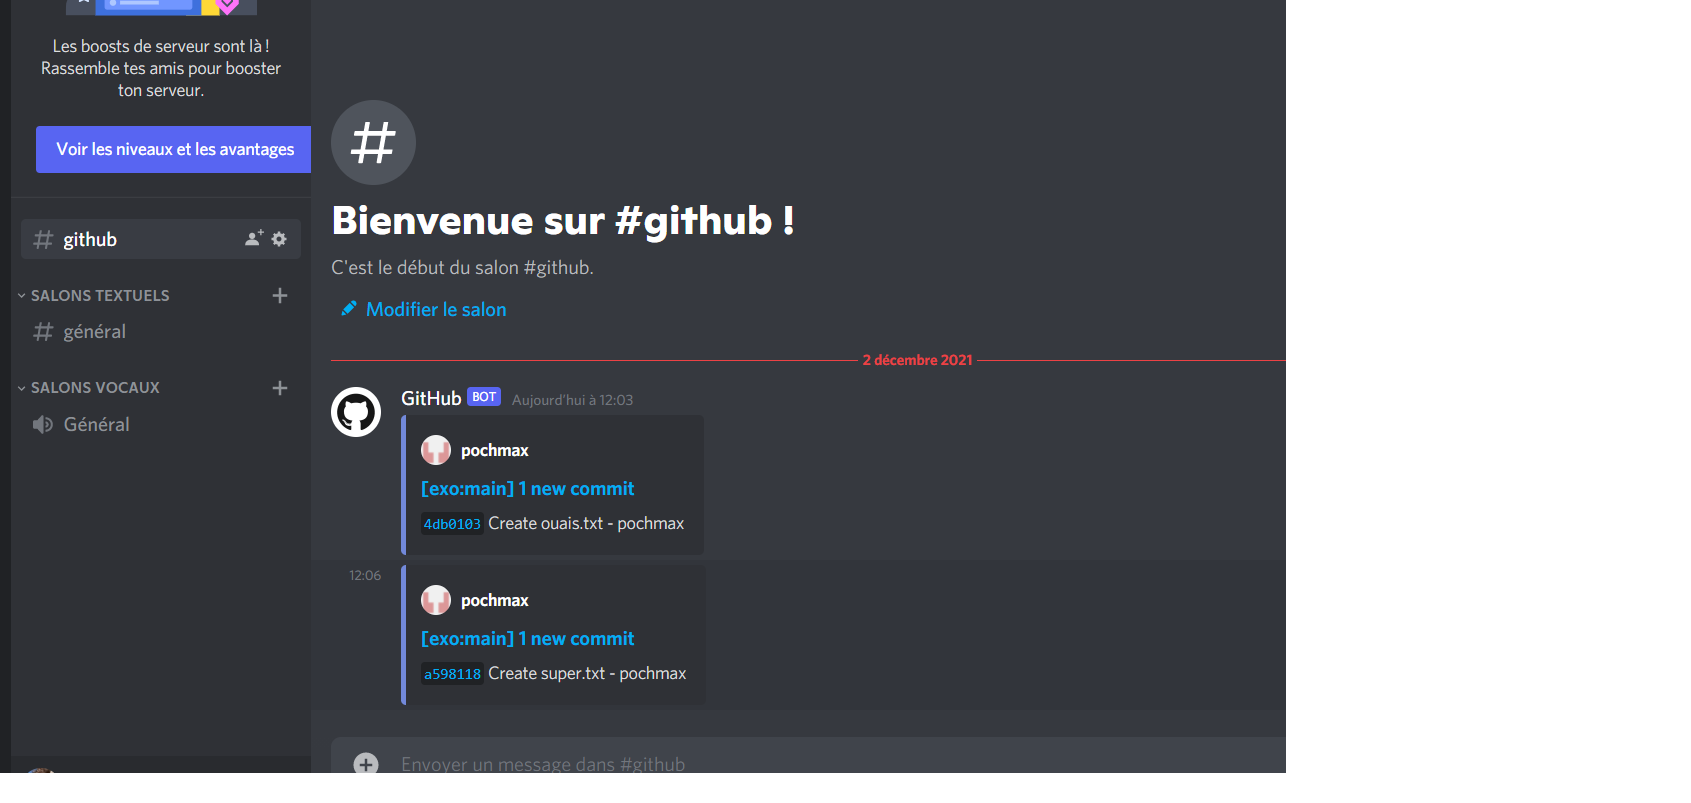 Les boosts de serveur sont là !
Rassemble tes amis pour booster
ton serveur.
Voir les niveaux et les avantages
github
SALONS TEXTUELS
général
SALONS VOCAUX
Général
Bienvenue sur #github !
C'est le début du salon #github.
Modifier le salon
2 décembre 2021
GitHub BOT Aujourd'hui à 12:03
pochmax
[exo:main] 1 new commit
4db0103 Create ouais.txt - pochmax
12:06
pochmax
[exo:main] 1 new commit
a598118 Create super.txt - pochmax
Envoyer un message dans #github